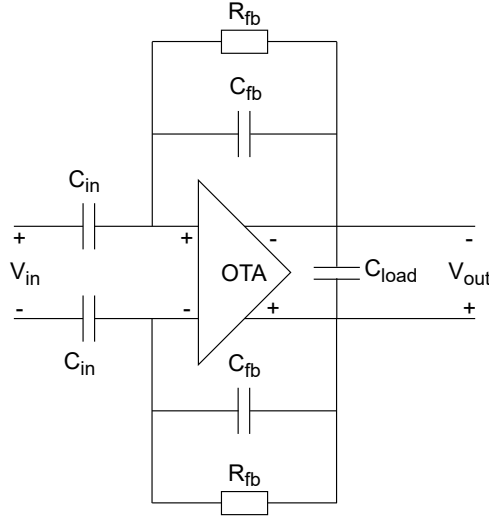 Rfb
Cfb
Cin
+ + -
Vin OTA Cload Vout
- - + +
Cin
Cfb
Rfb
-